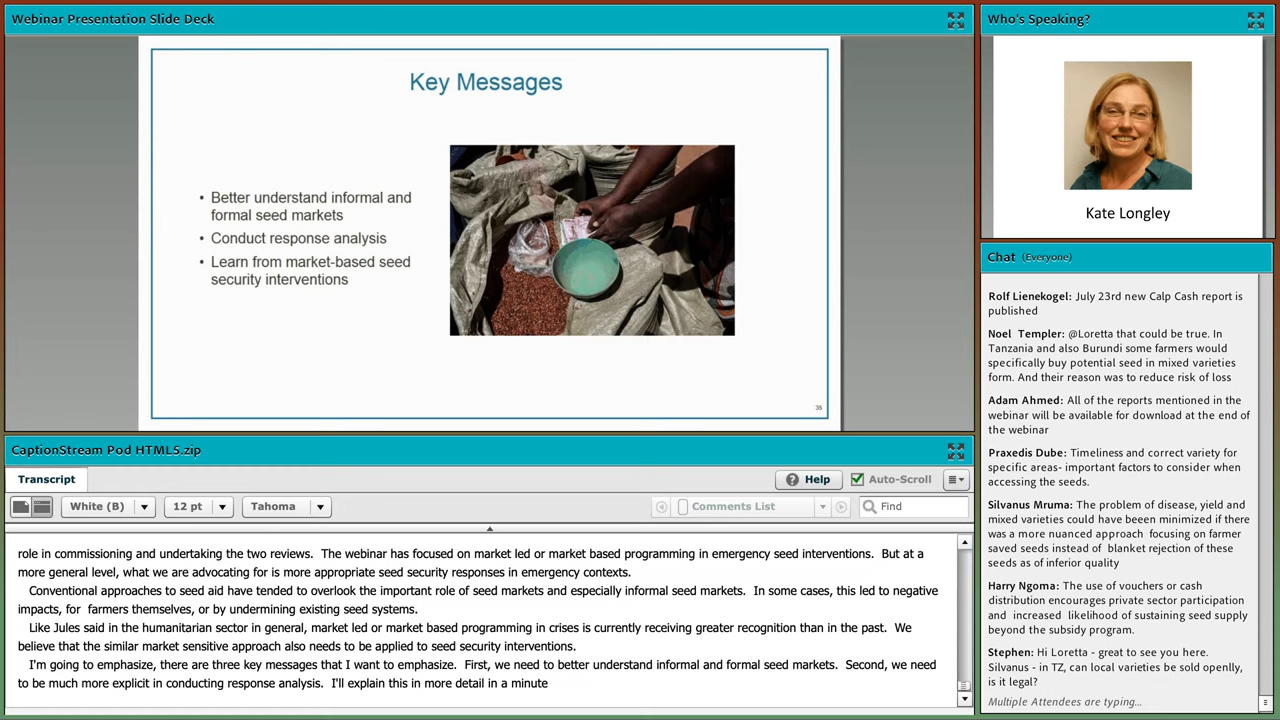 Webinar Presentation Slide Deck
Key Messages
• Better understand informal and
formal seed markets
• Conduct response analysis
• Learn from market-based seed
security interventions
35
Who's Speaking?
Kate Longley
Chat (Everyone)
Rolf Lienekogel: July 23rd new Calp Cash report is
published
Noel Templer: @Loretta that could be true. In
Tanzania and also Burundi some farmers would
specifically buy potential seed in mixed varieties
form. And their reason was to reduce risk of loss
Adam Ahmed: All of the reports mentioned in the
webinar will be available for download at the end of
the webinar
Praxedis Dube: Timeliness and correct variety for
specific areas- important factors to consider when
accessing the seeds.
Silvanus Mruma: The problem of disease, yield and
mixed varieties could have beeen minimized if there
was a more nuanced approach focusing on farmer
saved seeds instead of blanket rejection of these
seeds as of inferior quality
Harry Ngoma: The use of vouchers or cash
distribution encourages private sector participation
and increased likelihood of sustaining seed supply
beyond the subsidy program.
Stephen: Hi Loretta - great to see you here.
Silvanus - in TZ, can local varieties be sold openlly,
is it legal?
Multiple Attendees are typing...
CaptionStream Pod HTML5.zip
Transcript
Help
Auto-Scroll
White (B)
12 pt
Tahoma
Comments List
Find
role in commissioning and undertaking the two reviews. The webinar has focused on market led or market based programming in emergency seed interventions. But at a
more general level, what we are advocating for is more appropriate seed security responses in emergency contexts.
Conventional approaches to seed aid have tended to overlook the important role of seed markets and especially informal seed markets. In some cases, this led to negative
impacts, for farmers themselves, or by undermining existing seed systems.
Like Jules said in the humanitarian sector in general, market led or market based programming in crises is currently receiving greater recognition than in the past. We
believe that the similar market sensitive approach also needs to be applied to seed security interventions.
I'm going to emphasize, there are three key messages that I want to emphasize. First, we need to better understand informal and formal seed markets. Second, we need
to be much more explicit in conducting response analysis. I'll explain this in more detail in a minute